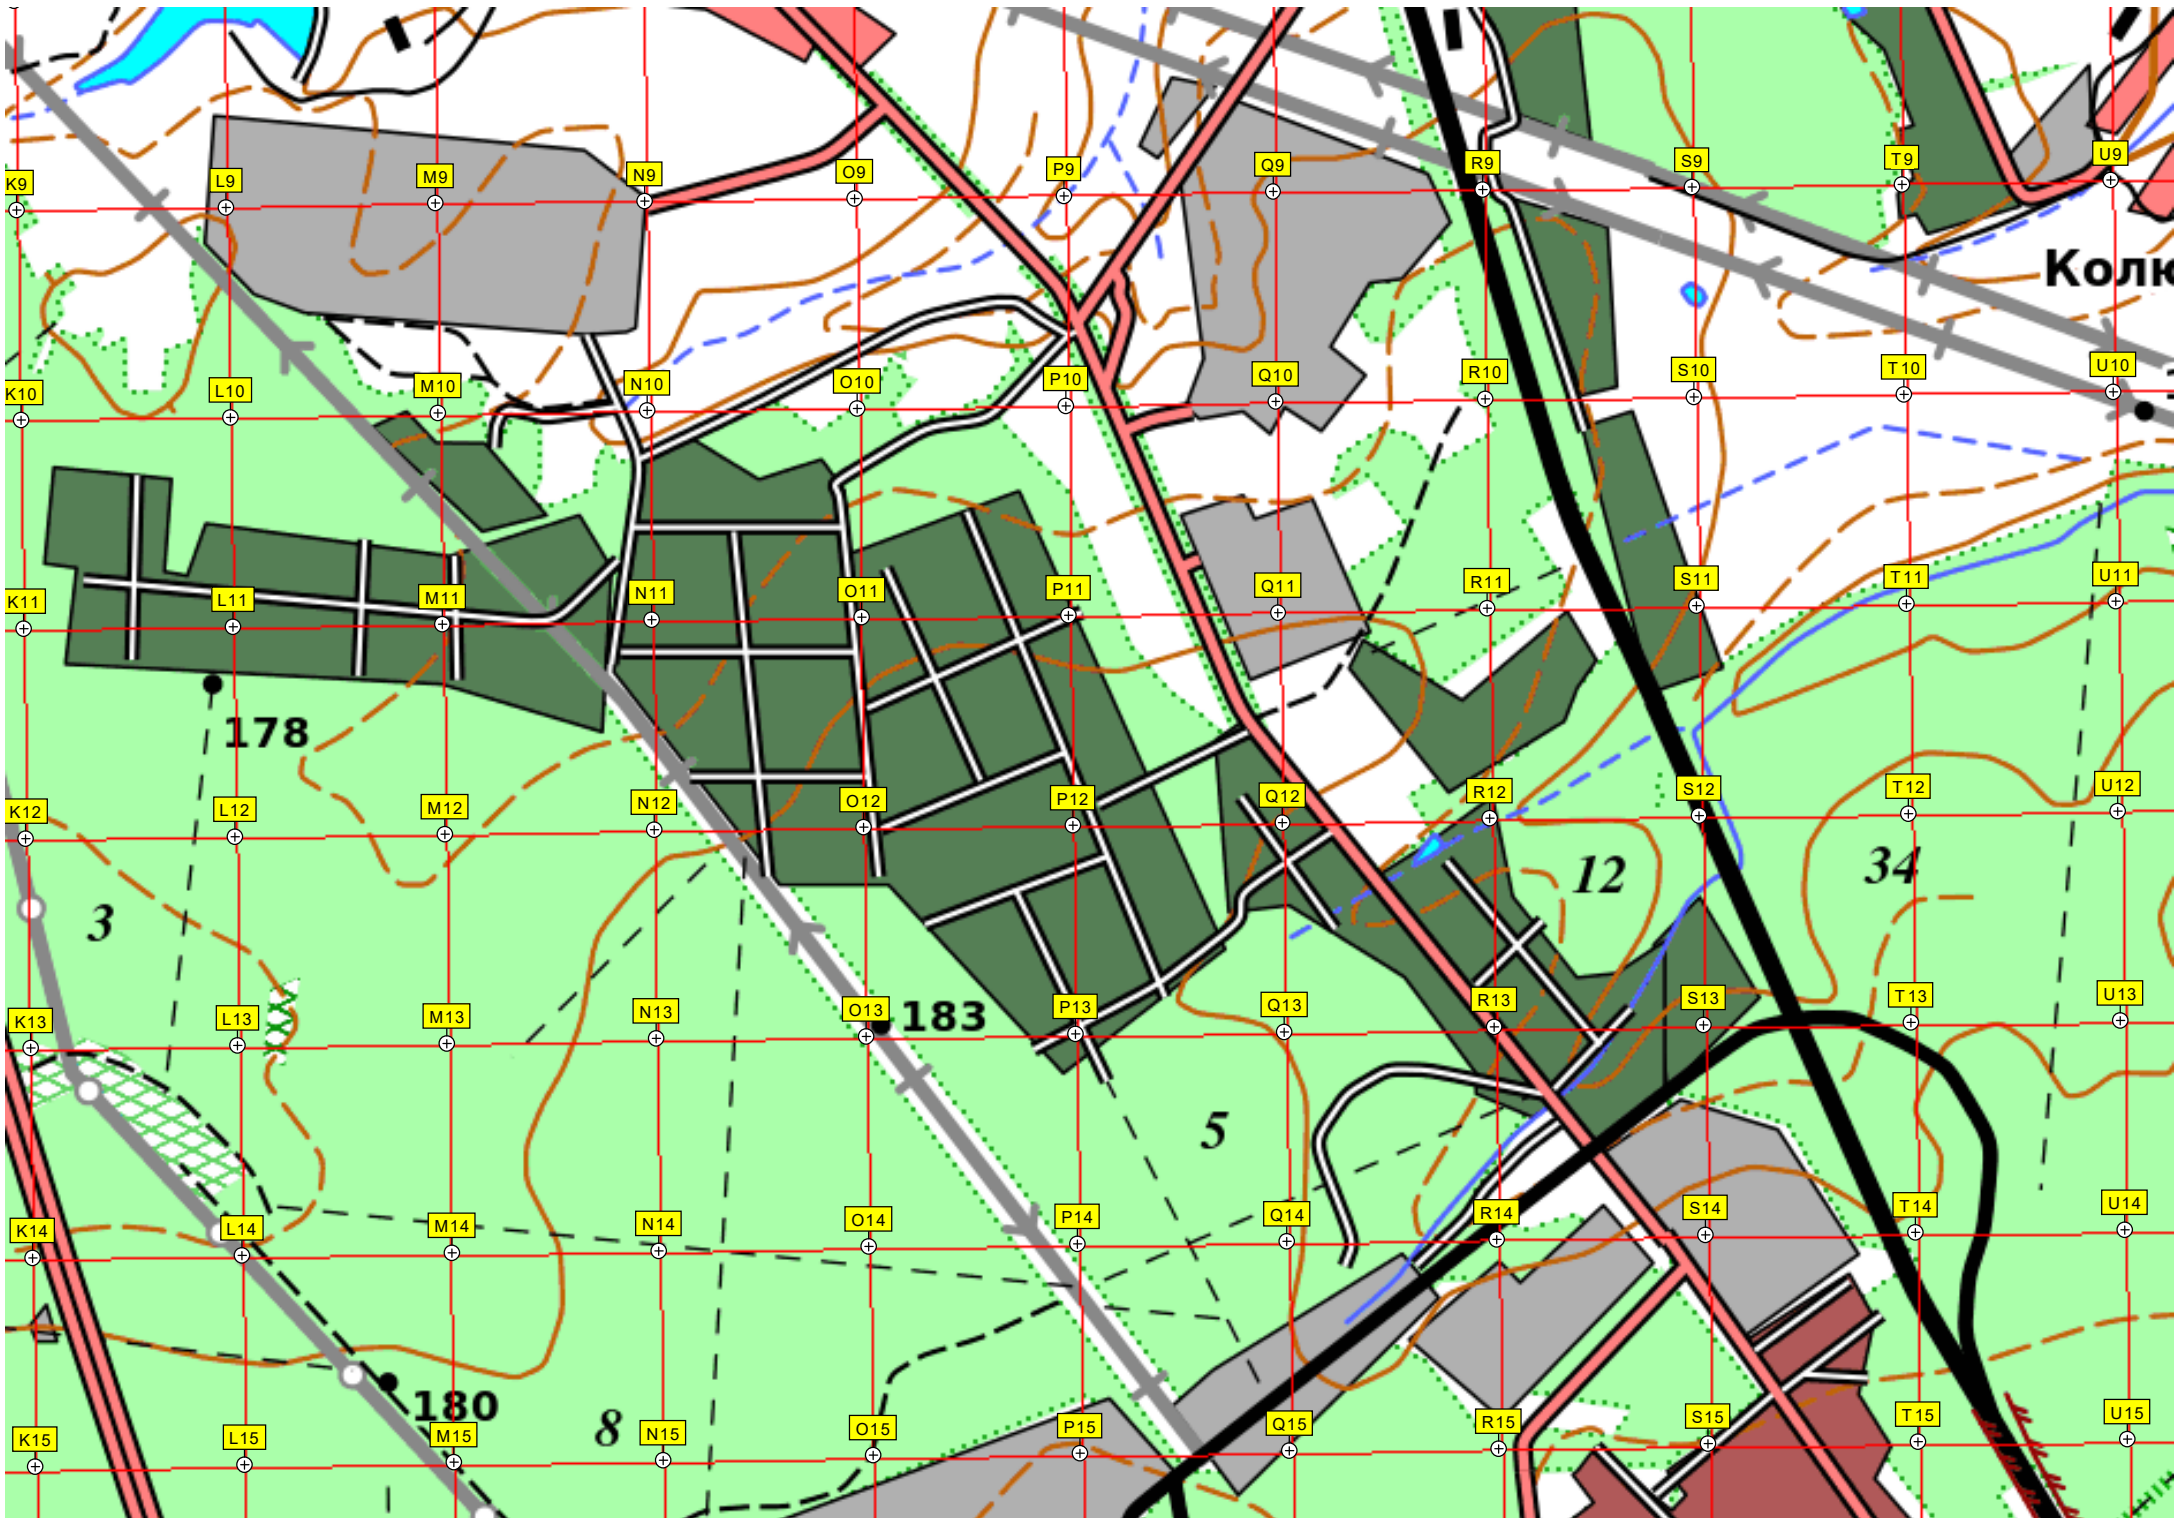 K9 L9 M9 N9 O9 P9 Q9 R9 S9 T9 U9
Колю
K10 L10 M10 N10 O10 P10 Q10 R10 S10 T10 U10
K11 L11 M11 N11 O11 P11 Q11 R11 S11 T11 U11
178
K12 L12 M12 N12 O12 P12 Q12 R12 S12 T12 U12
3 12 34
K13 L13 M13 N13 O13 183 P13 Q13 R13 S13 T13 U13
5
K14 L14 M14 N14 O14 P14 Q14 R14 S14 T14 U14
180
8
K15 L15 M15 N15 O15 P15 Q15 R15 S15 T15 U15